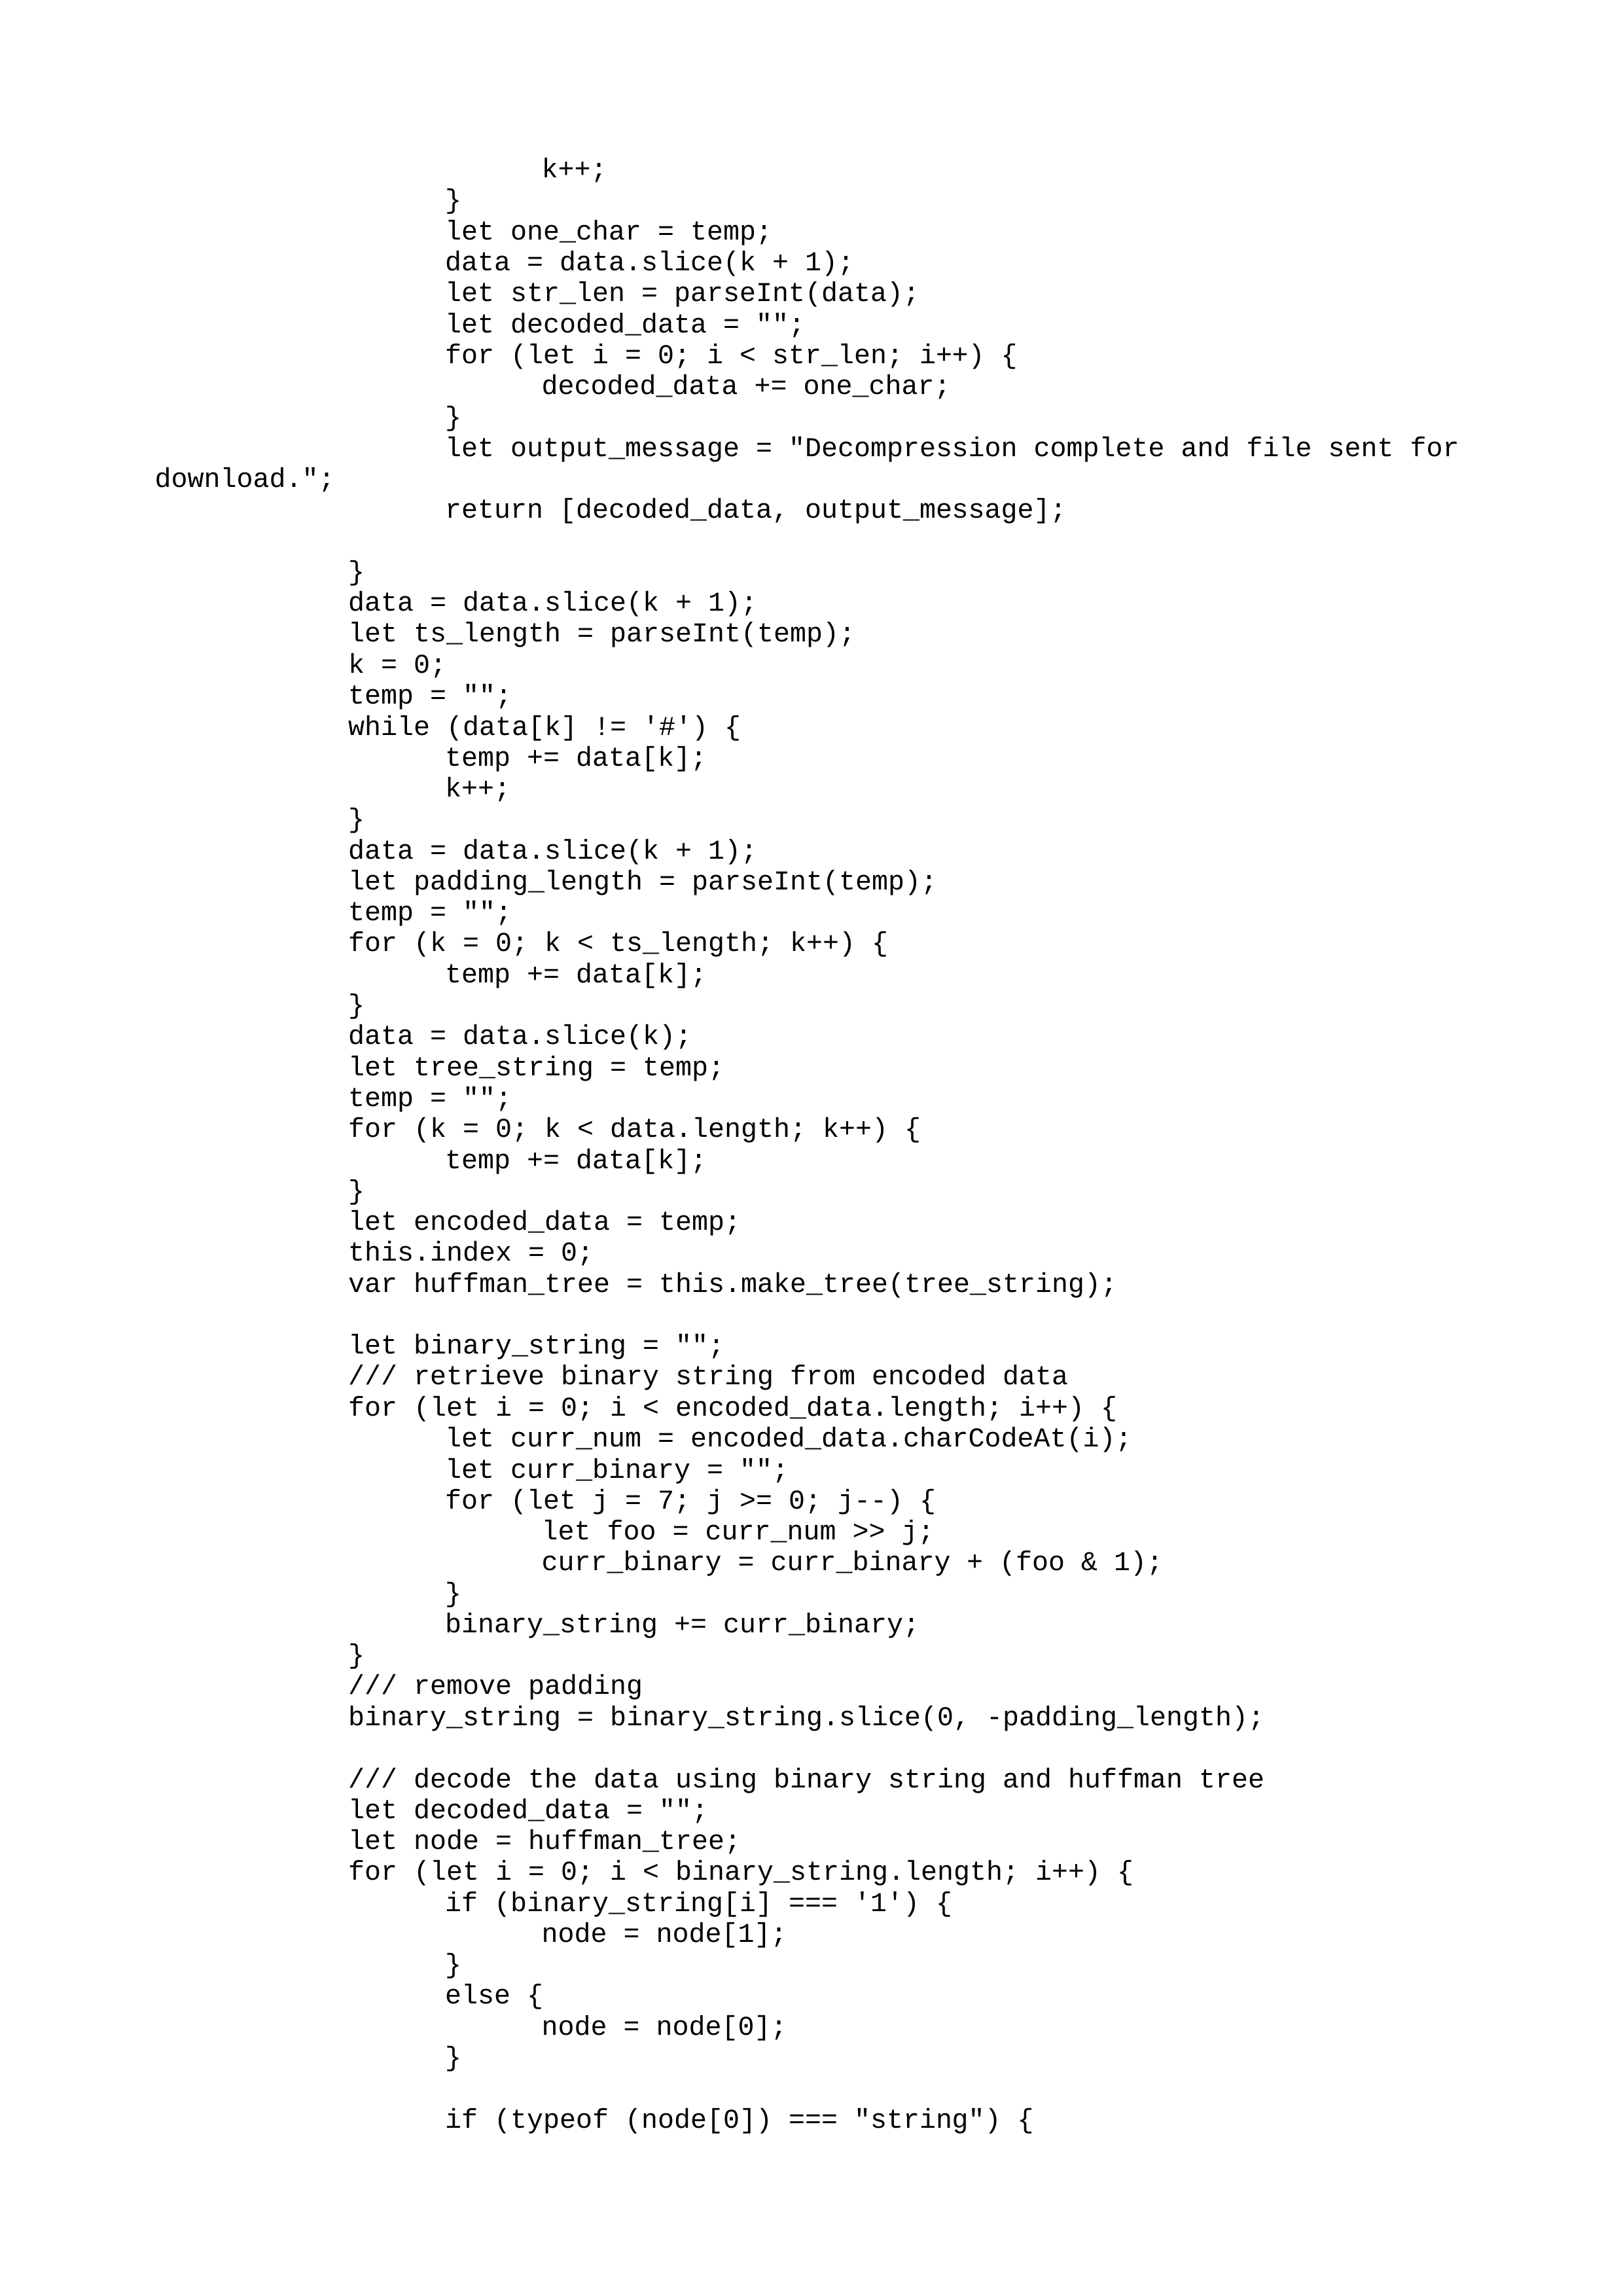 k++;
}
let one_char = temp;
data = data.slice(k + 1);
let str_len = parseInt(data);
let decoded_data = "";
for (let i = 0; i < str_len; i++) {
decoded_data += one_char;
}
let output_message = "Decompression complete and file sent for
download.";
return [decoded_data, output_message];
}
data = data.slice(k + 1);
let ts_length = parseInt(temp);
k = 0;
temp = "";
while (data[k] != '#') {
temp += data[k];
k++;
}
data = data.slice(k + 1);
let padding_length = parseInt(temp);
temp = "";
for (k = 0; k < ts_length; k++) {
temp += data[k];
}
data = data.slice(k);
let tree_string = temp;
temp = "";
for (k = 0; k < data.length; k++) {
temp += data[k];
}
let encoded_data = temp;
this.index = 0;
var huffman_tree = this.make_tree(tree_string);
let binary_string = "";
/// retrieve binary string from encoded data
for (let i = 0; i < encoded_data.length; i++) {
let curr_num = encoded_data.charCodeAt(i);
let curr_binary = "";
for (let j = 7; j >= 0; j--) {
let foo = curr_num >> j;
curr_binary = curr_binary + (foo & 1);
}
binary_string += curr_binary;
}
/// remove padding
binary_string = binary_string.slice(0, -padding_length);
/// decode the data using binary string and huffman tree
let decoded_data = "";
let node = huffman_tree;
for (let i = 0; i < binary_string.length; i++) {
if (binary_string[i] === '1') {
node = node[1];
}
else {
node = node[0];
}
if (typeof (node[0]) === "string") {